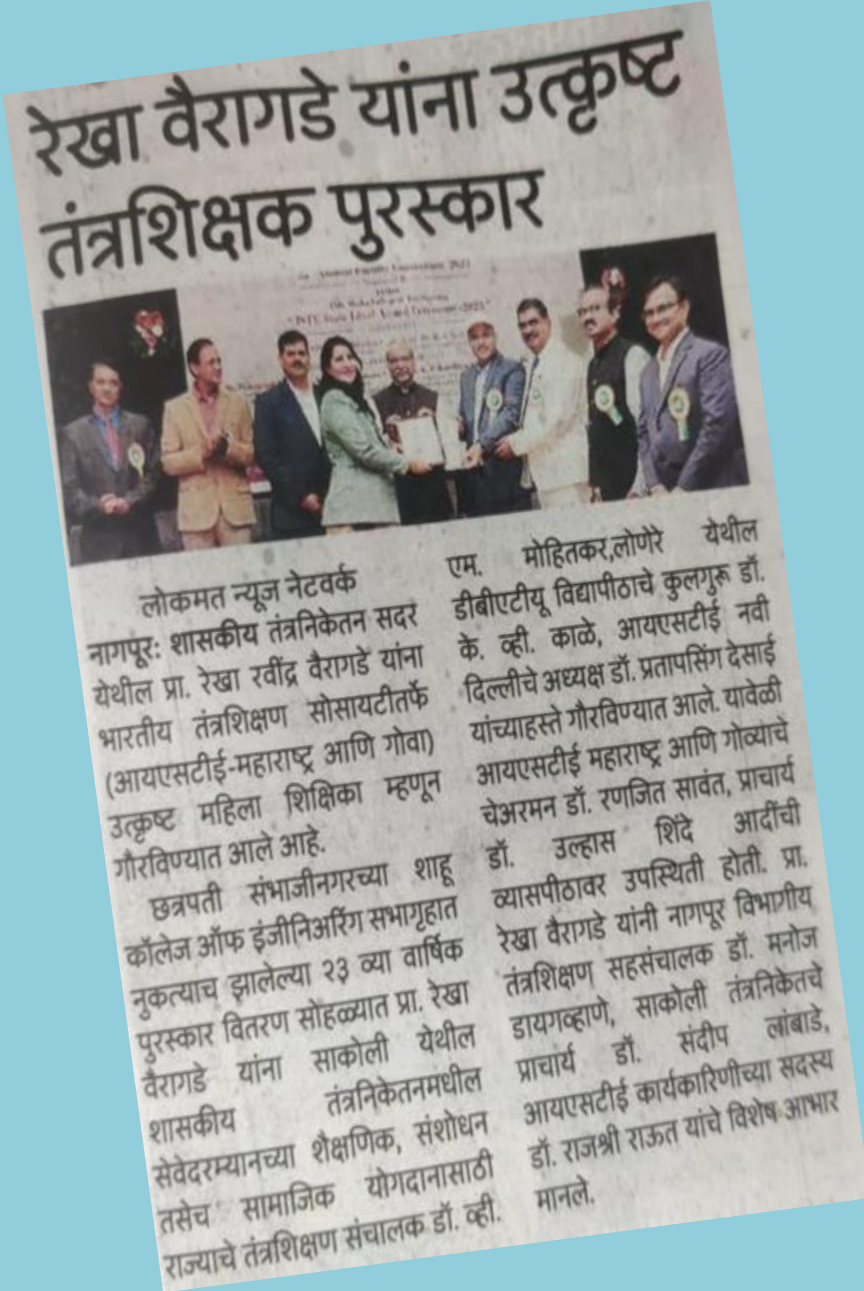 रेखा वैरागडे यांना उत्कृष्ट
तंत्रशिक्षक पुरस्कार
लोकमत न्यूज नेटवर्क
नागपूर: शासकीय तंत्रनिकेतन सदर
येथील प्रा. रेखा रवींद्र वैरागडे यांना
भारतीय तंत्रशिक्षण सोसायटीतर्फे
(आयएसटीई-महाराष्ट्र आणि गोवा)
उत्कृष्ट महिला शिक्षिका म्हणून
गौरविण्यात आले आहे.
छत्रपती संभाजीनगरच्या शाहू
कॉलेज ऑफ इंजीनिअरिंग सभागृहात
नुकत्याच झालेल्या २३ व्या वार्षिक
पुरस्कार वितरण सोहळ्यात प्रा. रेखा
वैरागडे यांना साकोली येथील
शासकीय तंत्रनिकेतनमधील
सेवेदरम्यानच्या शैक्षणिक, संशोधन
तसेच सामाजिक योगदानासाठी
राज्याचे तंत्रशिक्षण संचालक डॉ. व्ही.
एम. मोहितकर,लोणेरे येथील
डीबीएटीयू विद्यापीठाचे कुलगुरू डॉ.
के. व्ही. काळे, आयएसटीई नवी
दिल्लीचे अध्यक्ष डॉ. प्रतापसिंग देसाई
यांच्याहस्ते गौरविण्यात आले. यावेळी
आयएसटीई महाराष्ट्र आणि गोव्याचे
चेअरमन डॉ. रणजित सावंत, प्राचार्य
डॉ. उल्हास शिंदे आदींची
व्यासपीठावर उपस्थिती होती. प्रा.
रेखा वैरागडे यांनी नागपूर विभागीय
तंत्रशिक्षण सहसंचालक डॉ. मनोज
डायगव्हाणे, साकोली तंत्रनिकेतचे
प्राचार्य डॉ. संदीप लांबाडे,
आयएसटीई कार्यकारिणीच्या सदस्य
डॉ. राजश्री राऊत यांचे विशेष आभार
मानले.